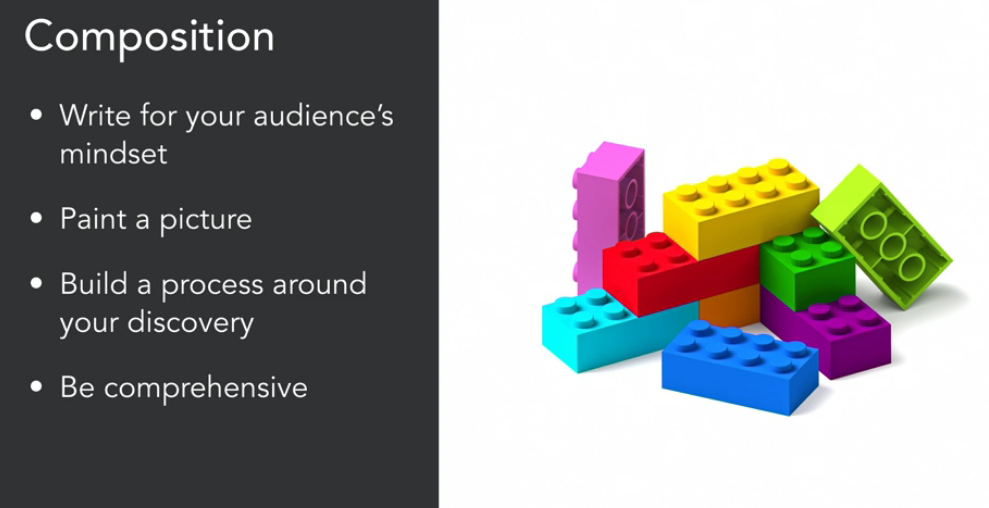 Composition
• Write for your audience's
mindset
• Paint a picture
• Build a process around
your discovery
• Be comprehensive